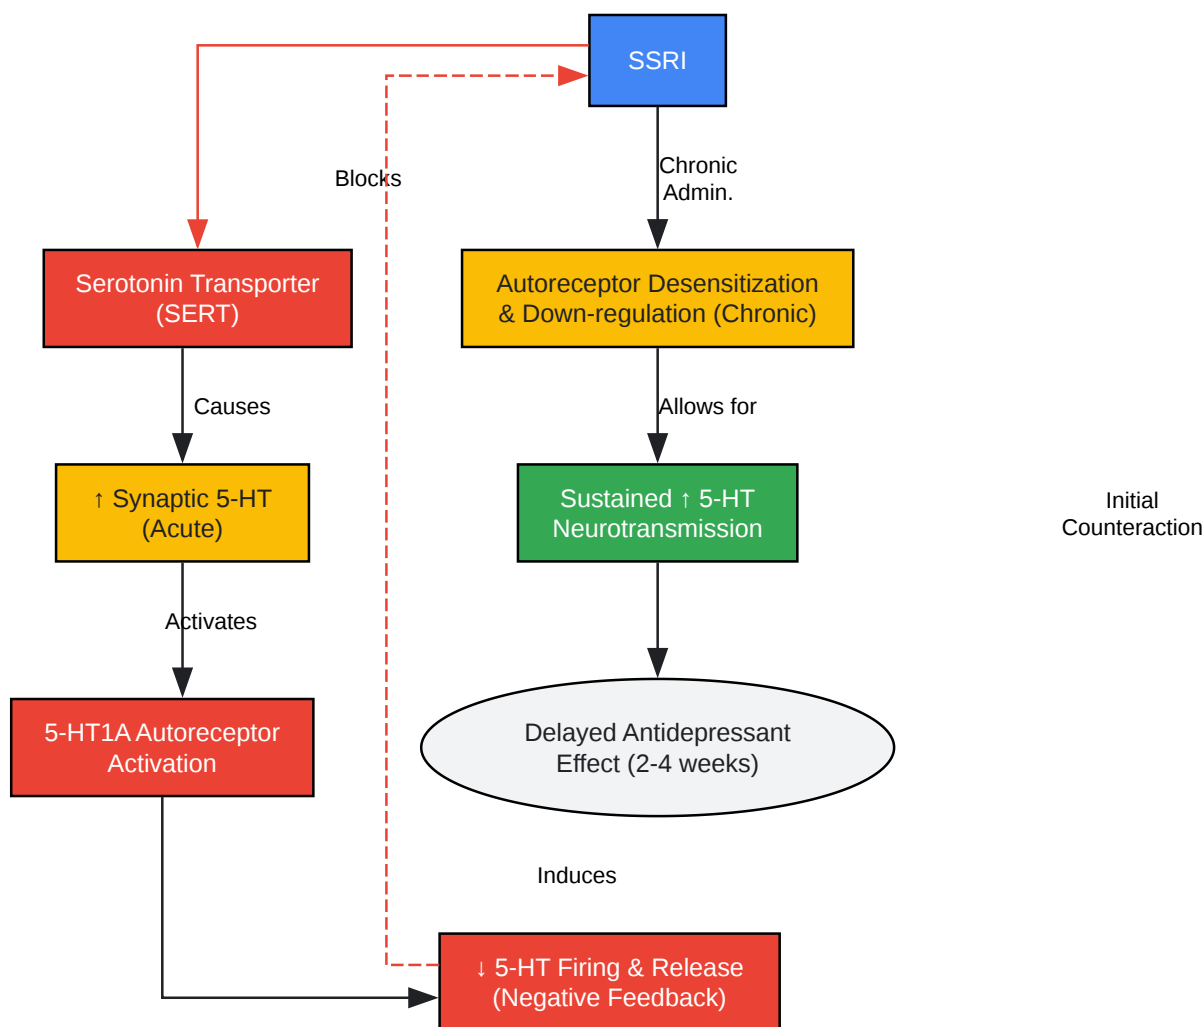 SSRI
Blocks
Chronic
Admin.
Serotonin Transporter
(SERT)
Autoreceptor Desensitization
& Down-regulation (Chronic)
Causes
Allows for
↑ Synaptic 5-HT
(Acute)
Sustained ↑ 5-HT
Neurotransmission
Initial
Counteraction
Activates
5-HT1A Autoreceptor
Activation
Delayed Antidepressant
Effect (2-4 weeks)
Induces
↓ 5-HT Firing & Release
(Negative Feedback)